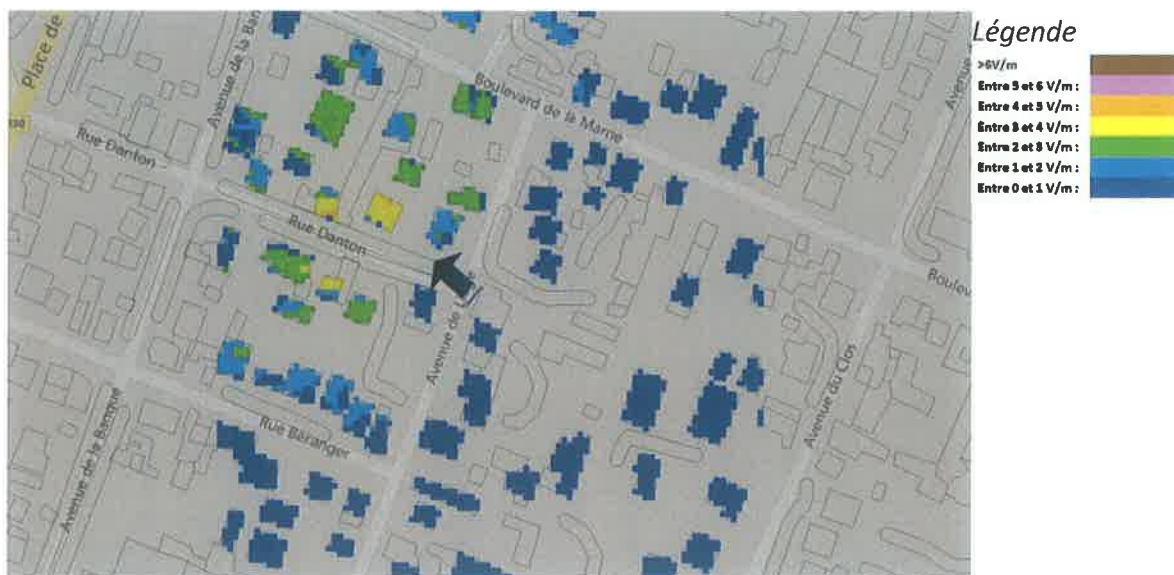 Place de
Avenue de la Ban
Rue Danton
Boulevard de la Marne
Avenue
Rue Danton
Boulev
Avenue de
Avenue du Clos
Rue Baranger
Avenue de la Banque
Légende
>6V/m
Entre 5 et 6 V/m :
Entre 4 et 5 V/m :
Entre 3 et 4 V/m :
Entre 2 et 3 V/m :
Entre 1 et 2 V/m :
Entre 0 et 1 V/m :